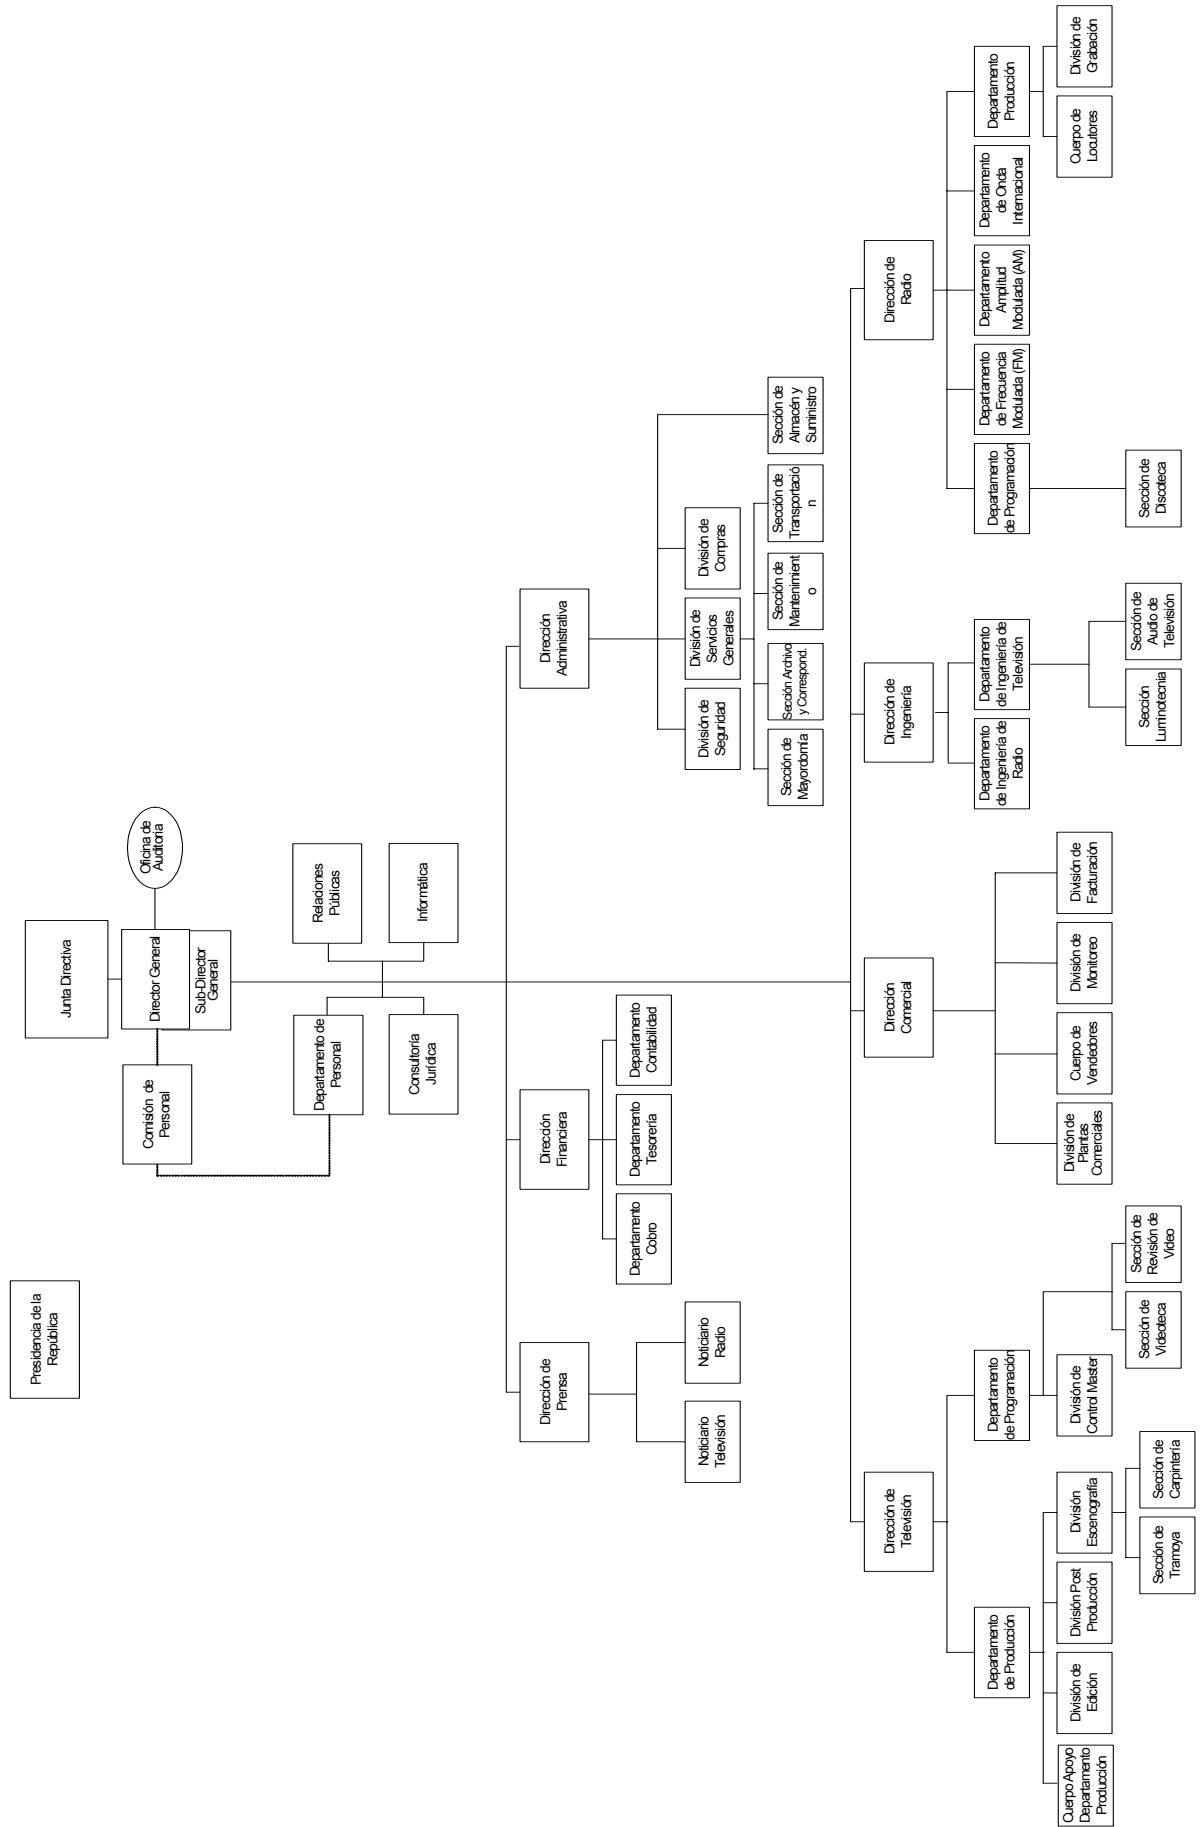 Presidencia de la
República
Junta Directiva
Director General
Sub-Director
General
Oficina de
Auditoria
Comisión de
Personal
Departamento de
Personal
Relaciones
Públicas
Consultoría
Jurídica
Informática
Dirección de
Prensa
Dirección
Financiera
Dirección
Administrativa
Noticiario
Televisión
Noticiario
Radio
Departamento
Cobro
Departamento
Tesorería
Departamento
Contabilidad
División de
Seguridad
División de
Servicios
Generales
División de
Compras
Sección de
Mayordomía
Sección Archivo
y Correspond.
Sección de
Mantenimient
o
Sección de
Transportació
n
Sección de
Almacén y
Suministro
Dirección de
Televisión
Dirección
Comercial
Dirección de
Ingeniería
Dirección de
Radio
Departamento
de Producción
Departamento
de Programación
Departamento
de Ingeniería de
Radio
Departamento
de Ingeniería de
Televisión
Departamento
de Programación
Departamento
de Frecuencia
Modulada (FM)
Departamento
Amplitud
Modulada (AM)
Departamento
de Onda
Internacional
Departamento
Producción
Cuerpo Apoyo
Departamento
Producción
División de
Edición
División Post
Producción
División
Escenografía
División de
Control Master
División de
Plantas
Comerciales
Cuerpo de
Vendedores
División de
Monitoreo
División de
Facturación
Cuerpo de
Locutores
División de
Grabación
Sección de
Tramoya
Sección de
Carpintería
Sección de
Videoteca
Sección de
Revisión de
Video
Sección
Luminotecnia
Sección de
Audio de
Televisión
Sección de
Discoteca